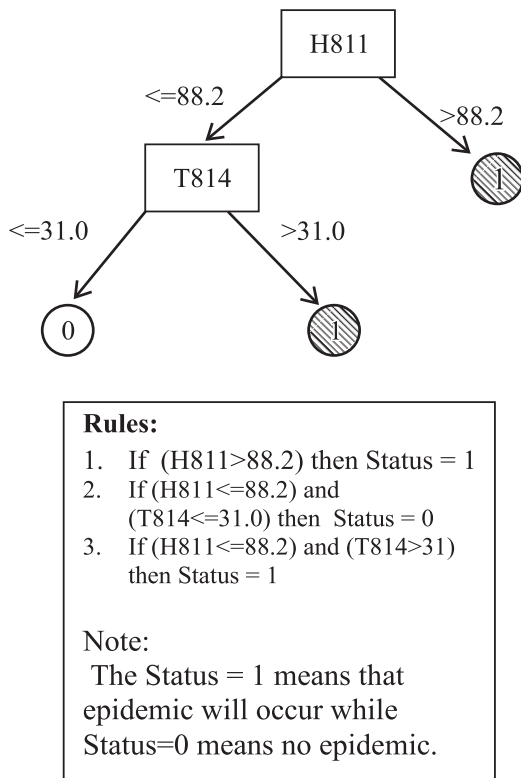 H811
<=88.2
>88.2
T814
1
<=31.0
>31.0
0
1
Rules:
1. If (H811>88.2) then Status = 1
2. If (H811<=88.2) and
(T814<=31.0) then Status = 0
3. If (H811<=88.2) and (T814>31)
then Status = 1
Note:
The Status = 1 means that
epidemic will occur while
Status=0 means no epidemic.